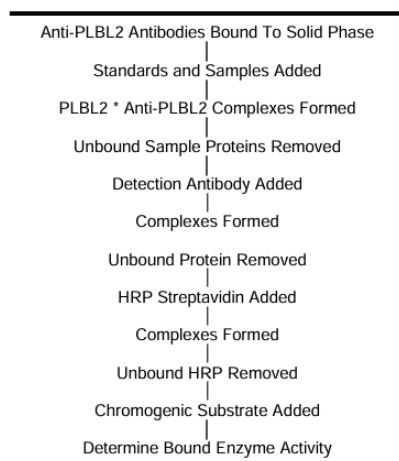 Anti-PLBL2 Antibodies Bound To Solid Phase
Standards and Samples Added
PLBL2 * Anti-PLBL2 Complexes Formed
Unbound Sample Proteins Removed
Detection Antibody Added
Complexes Formed
Unbound Protein Removed
HRP Streptavidin Added
Complexes Formed
Unbound HRP Removed
Chromogenic Substrate Added
Determine Bound Enzyme Activity